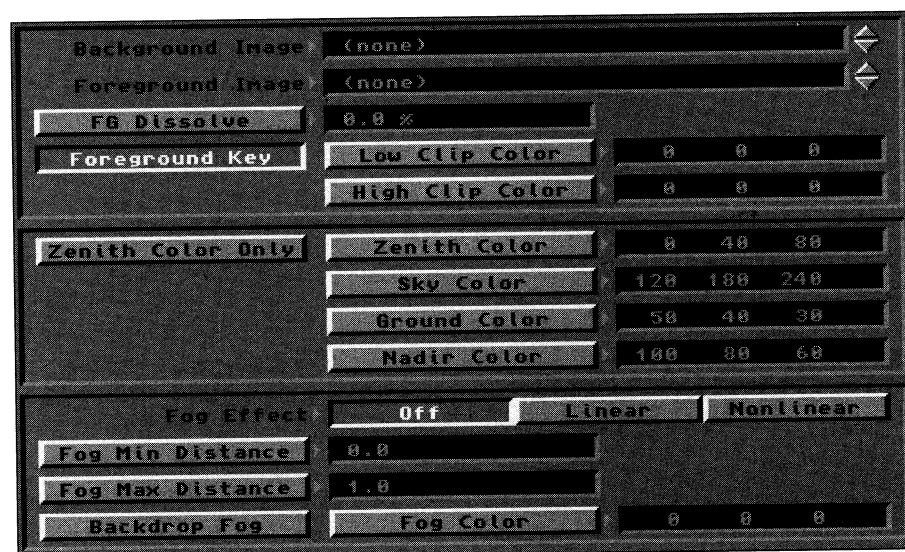 Background Image (none)
Foreground Image (none)
FG Dissolve 0.0 %
Foreground Key Low Clip Color 0 0 0
High Clip Color 0 0 0
Zenith Color Only Zenith Color 0 40 80
Sky Color 120 180 240
Ground Color 50 40 30
Nadir Color 100 80 60
Fog Effect Off Linear Nonlinear
Fog Min Distance 0.0
Fog Max Distance 1.0
Backdrop Fog Fog Color 0 0 0